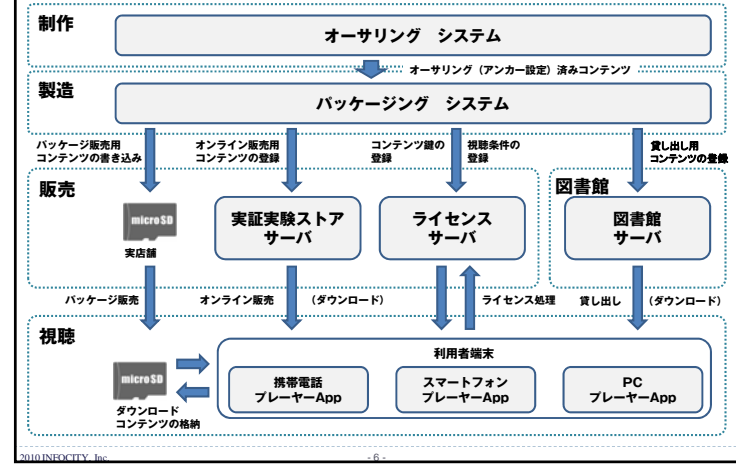 制作
オーサリング システム
オーサリング（アンカー設定）済みコンテンツ
製造
パッケージング システム
パッケージ販売用
コンテンツの書き込み
オンライン販売用
コンテンツの登録
コンテンツ鍵の
登録
視聴条件の
登録
貸し出し用
コンテンツの登録
販売
microSD
実店舗
実証実験ストア
サーバ
ライセンス
サーバ
図書館
図書館
サーバ
パッケージ販売
オンライン販売 （ダウンロード）
ライセンス処理
貸し出し （ダウンロード）
視聴
microSD
ダウンロード
コンテンツの格納
利用者端末
携帯電話
プレーヤーApp
スマートフォン
プレーヤーApp
PC
プレーヤーApp
2010 INFOCITY, Inc.
- 6 -